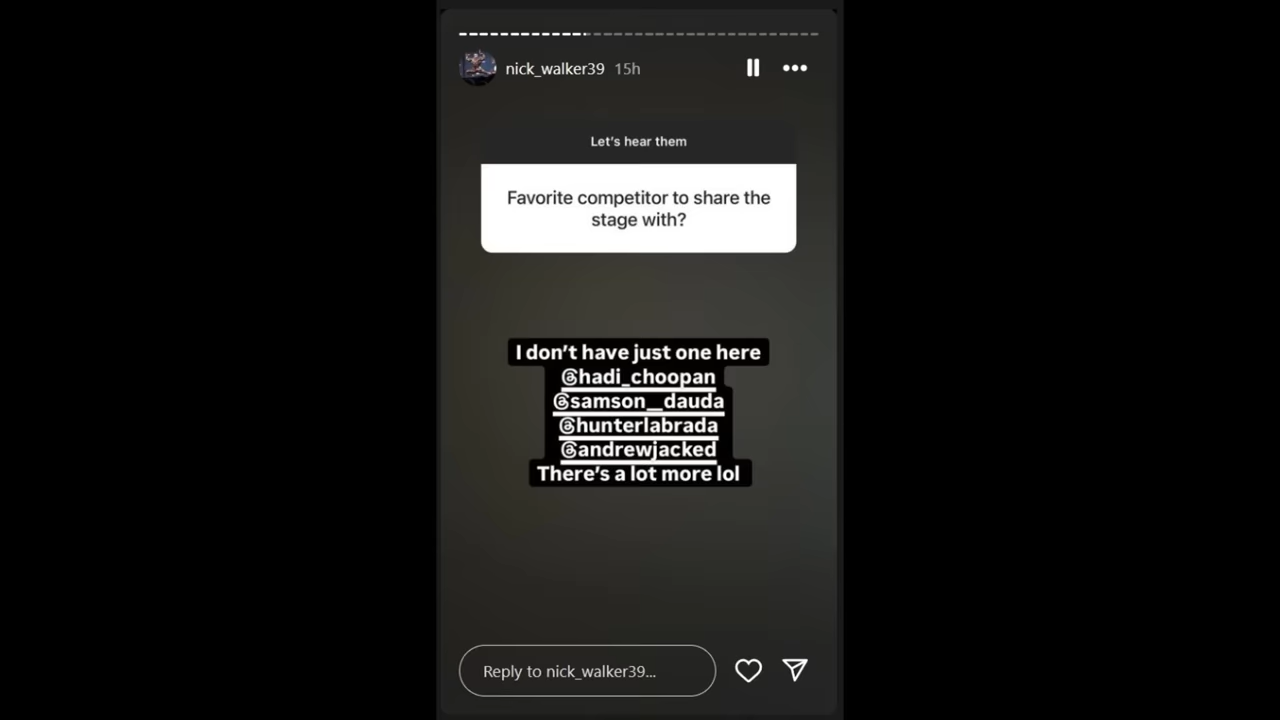 nick_walker39 15h
Let's hear them
Favorite competitor to share the
stage with?
I don't have just one here
@hadi_choopan
@samson__dauda
@hunterlabrada
@andrewjacked
There's a lot more lol
Reply to nick_walker39...